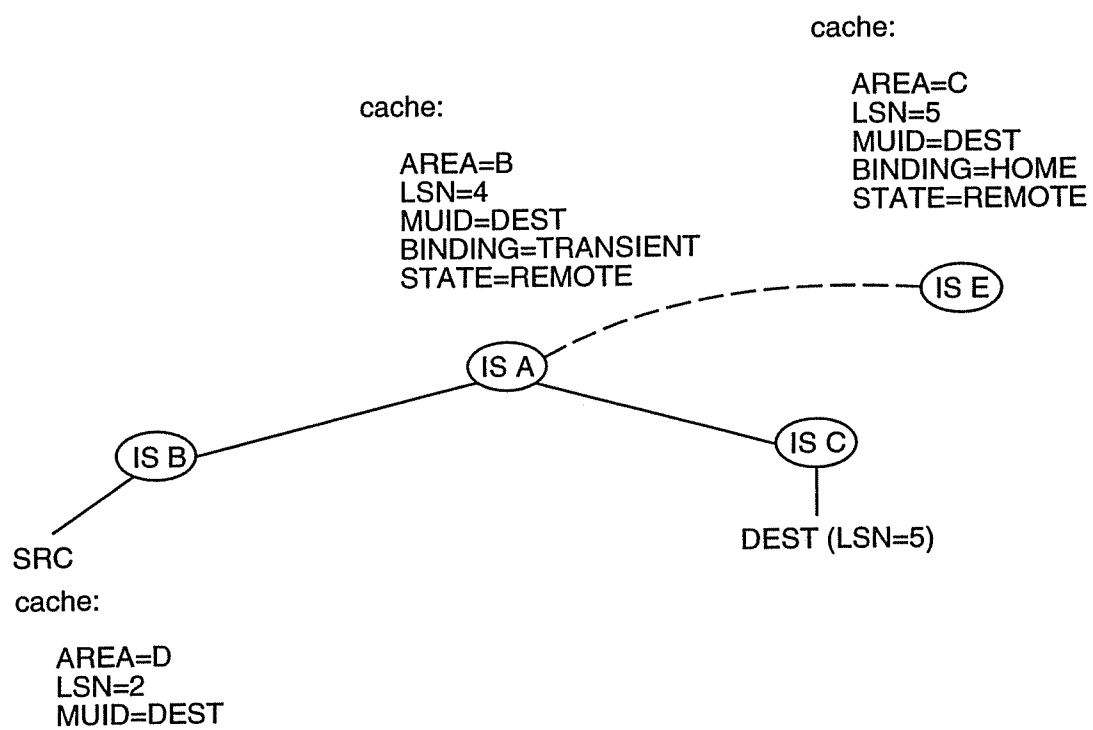 cache:
AREA=C
LSN=5
MUID=DEST
BINDING=HOME
STATE=REMOTE
cache:
AREA=B
LSN=4
MUID=DEST
BINDING=TRANSIENT
STATE=REMOTE
IS E
IS A
IS B
IS C
SRC
DEST (LSN=5)
cache:
AREA=D
LSN=2
MUID=DEST